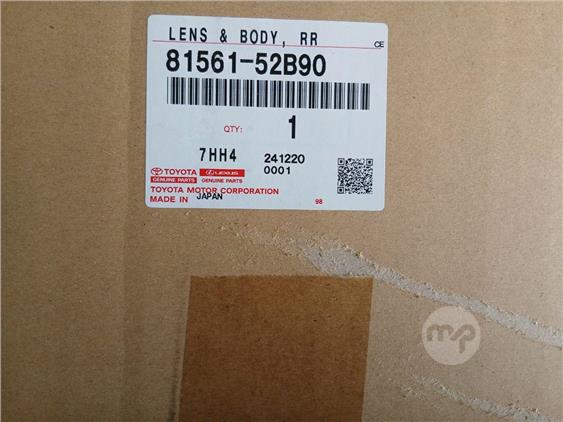 LENS & BODY, RR
CE
81561-52B90
QTY: 1
7HH4 241220
0001
TOYOTA LEXUS
GENUINE PARTS GENUINE PARTS
TOYOTA MOTOR CORPORATION
MADE IN JAPAN
98
mp